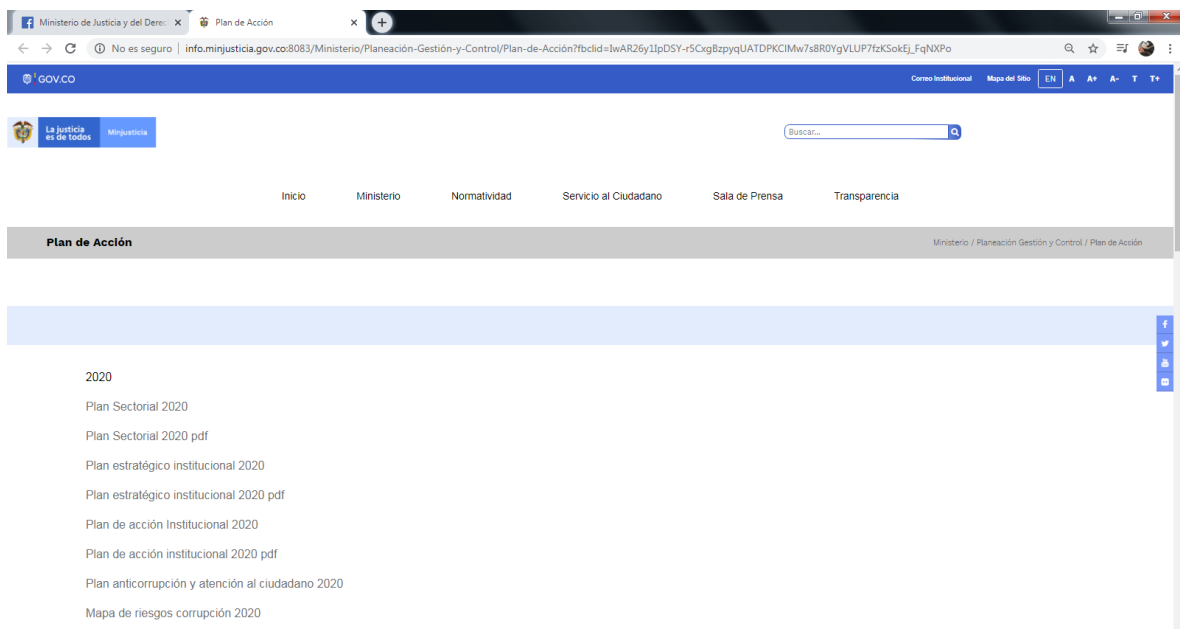 Ministerio de Justicia y del Derec
Plan de Acción
No es seguro | info.minjusticia.gov.co:8083/Ministerio/Planeación-Gestión-y-Control/Plan-de-Acción?fbclid=IwAR26y1IpDSY-r5CxgBzpyqUATDPKCIMw7s8R0YgVLUP7fzKSokEj_FqNXPo
GOV.CO
Correo Institucional Mapa del Sitio EN A A+ A- T T+
La justicia
es de todos
Minjusticia
Buscar...
Inicio Ministerio Normatividad Servicio al Ciudadano Sala de Prensa Transparencia
Plan de Acción
Ministerio / Planeación Gestión y Control / Plan de Acción
2020
Plan Sectorial 2020
Plan Sectorial 2020 pdf
Plan estratégico institucional 2020
Plan estratégico institucional 2020 pdf
Plan de acción Institucional 2020
Plan de acción institucional 2020 pdf
Plan anticorrupción y atención al ciudadano 2020
Mapa de riesgos corrupción 2020